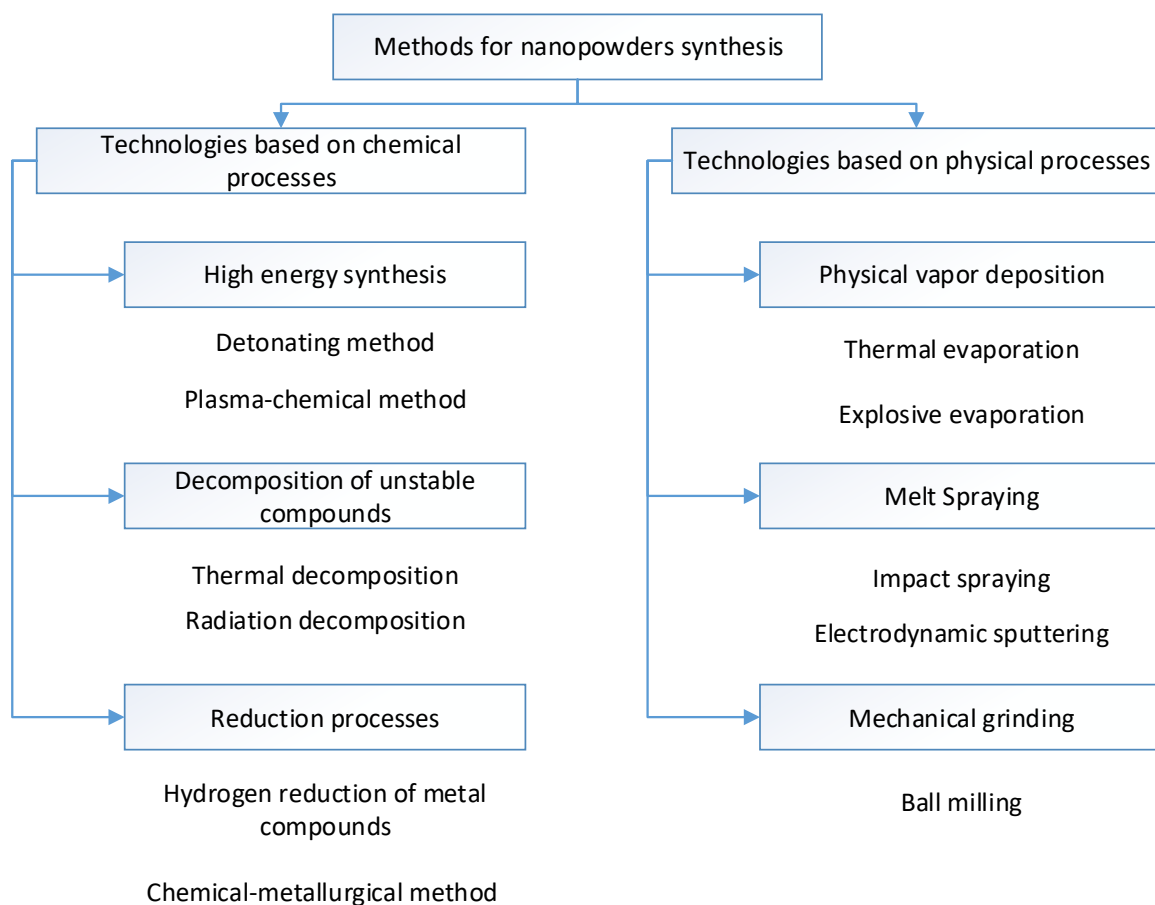 Methods for nanopowders synthesis
Technologies based on chemical
processes
High energy synthesis
Detonating method
Plasma-chemical method
Decomposition of unstable
compounds
Thermal decomposition
Radiation decomposition
Reduction processes
Hydrogen reduction of metal
compounds
Chemical-metallurgical method
Technologies based on physical processes
Physical vapor deposition
Thermal evaporation
Explosive evaporation
Melt Spraying
Impact spraying
Electrodynamic sputtering
Mechanical grinding
Ball milling